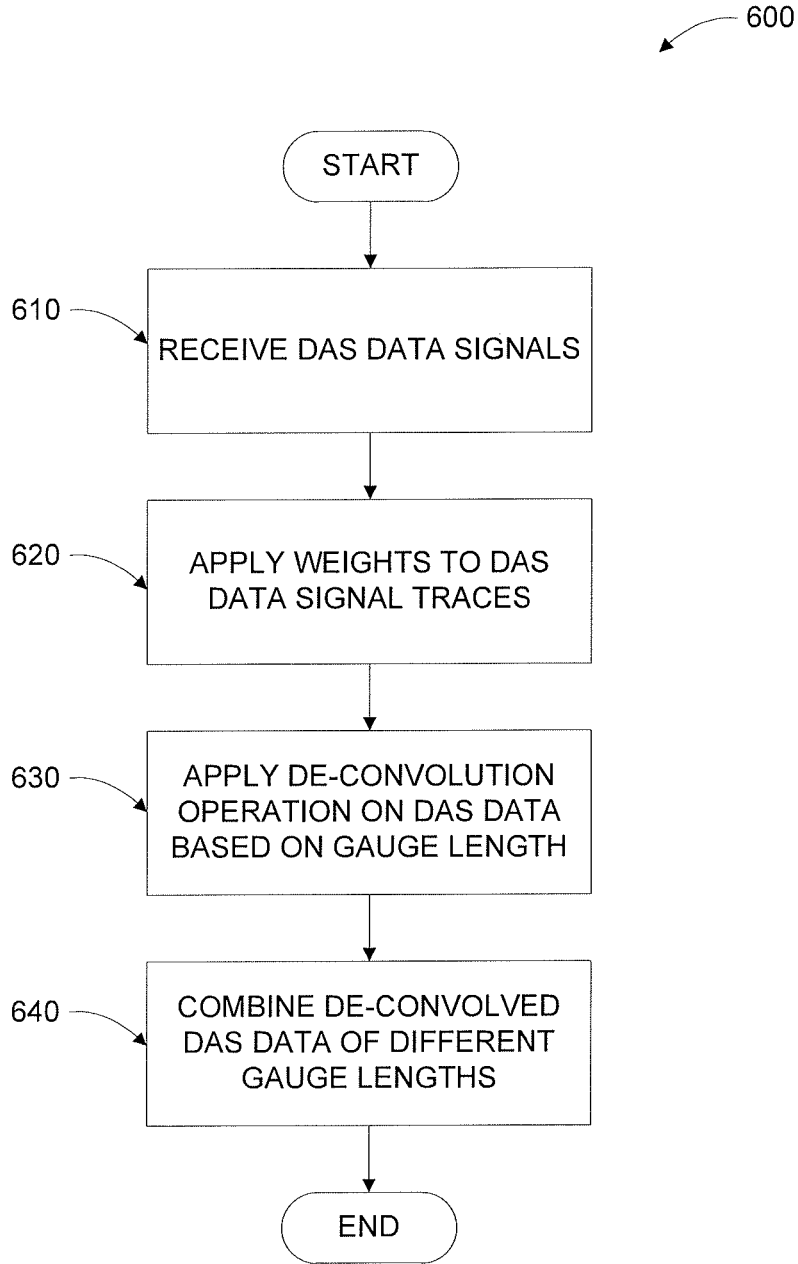 600
START
610
RECEIVE DAS DATA SIGNALS
620
APPLY WEIGHTS TO DAS
DATA SIGNAL TRACES
630
APPLY DE-CONVOLUTION
OPERATION ON DAS DATA
BASED ON GAUGE LENGTH
640
COMBINE DE-CONVOLVED
DAS DATA OF DIFFERENT
GAUGE LENGTHS
END